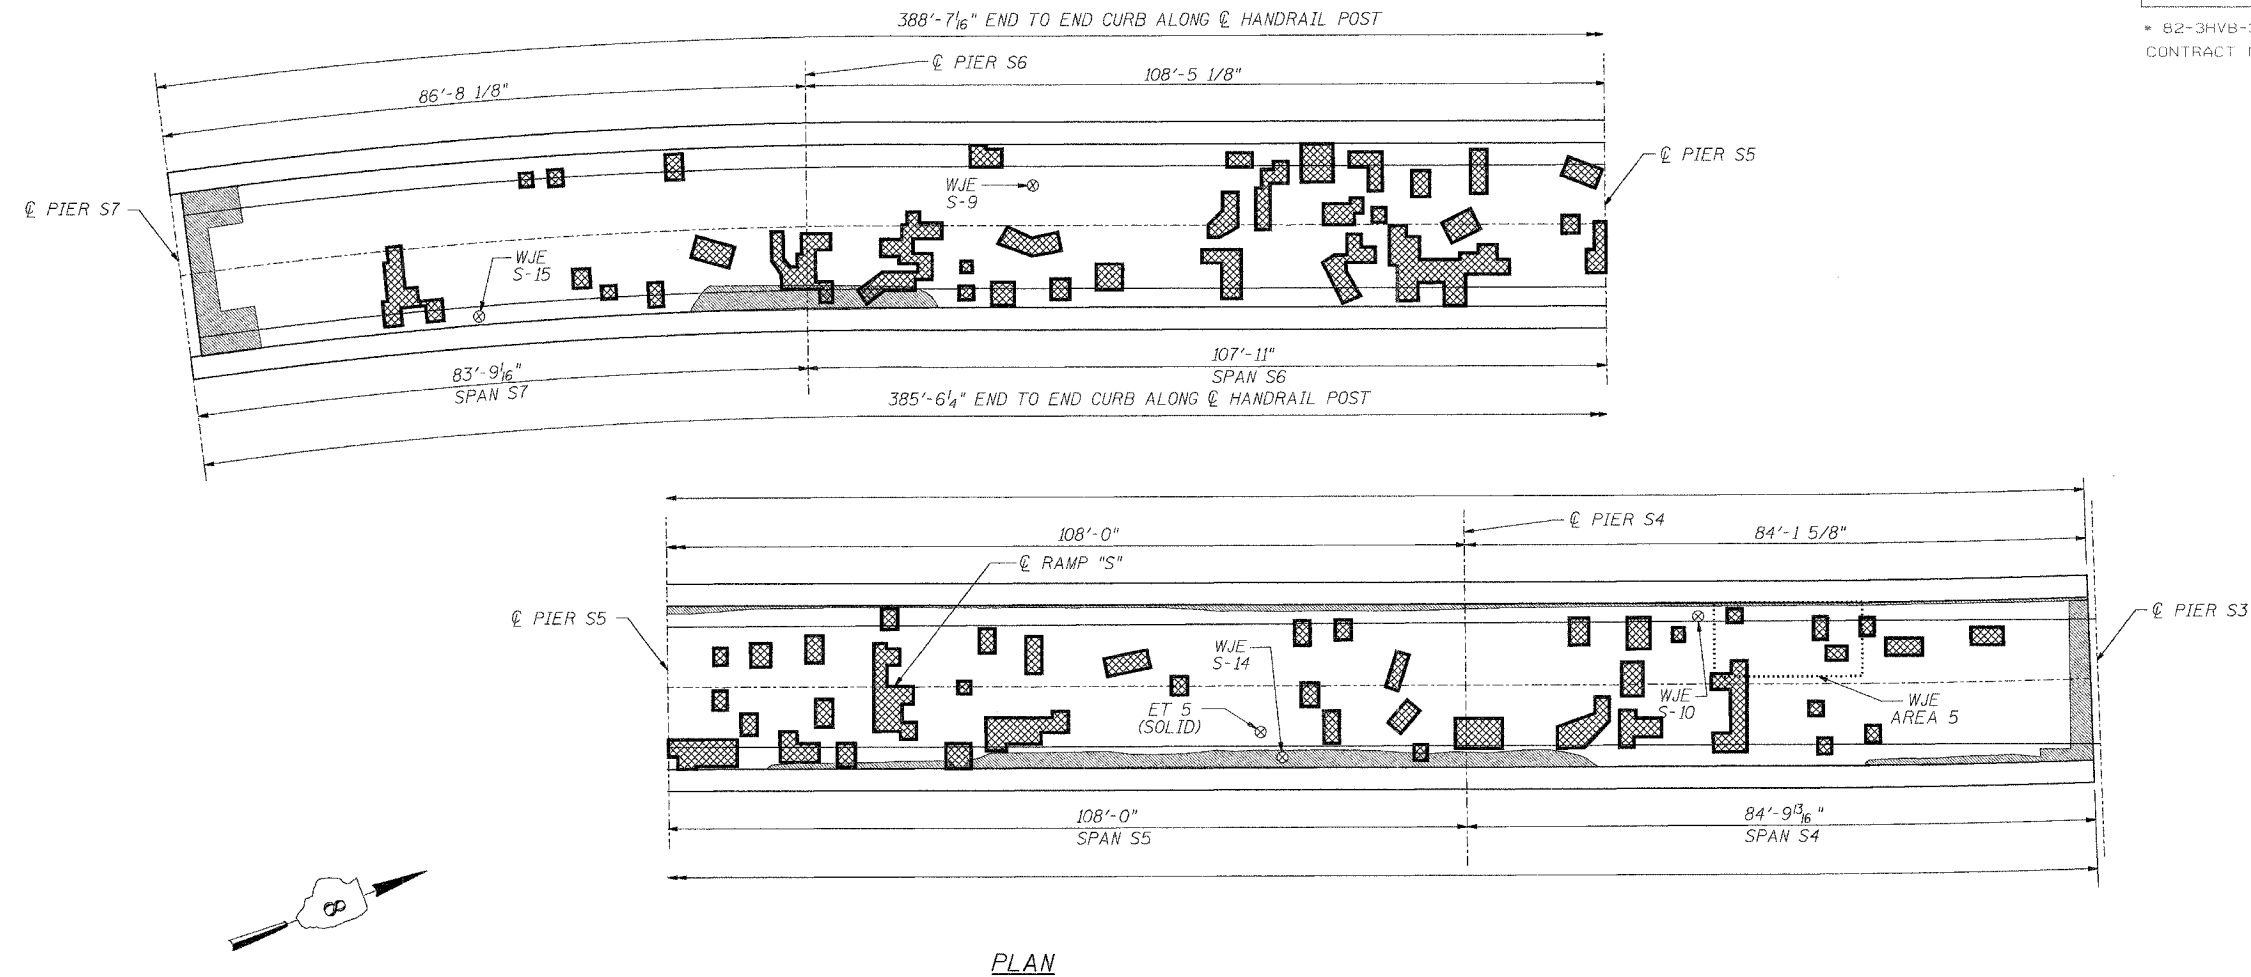 388'-7 1/16" END TO END CURB ALONG ℄ HANDRAIL POST
* 82-3HVB-
CONTRACT
℄ PIER S6
86'-8 1/8"
108'-5 1/8"
℄ PIER S5
℄ PIER S7
WJE
S-9
WJE
S-15
83'-9 1/16"
SPAN S7
107'-11"
SPAN S6
385'-6 1/4" END TO END CURB ALONG ℄ HANDRAIL POST
℄ PIER S4
108'-0"
84'-1 5/8"
℄ RAMP "S"
℄ PIER S5
℄ PIER S3
WJE
S-14
ET 5
(SOLID)
WJE
S-10
WJE
AREA 5
108'-0"
SPAN S5
84'-9 13/16"
SPAN S4
8
PLAN